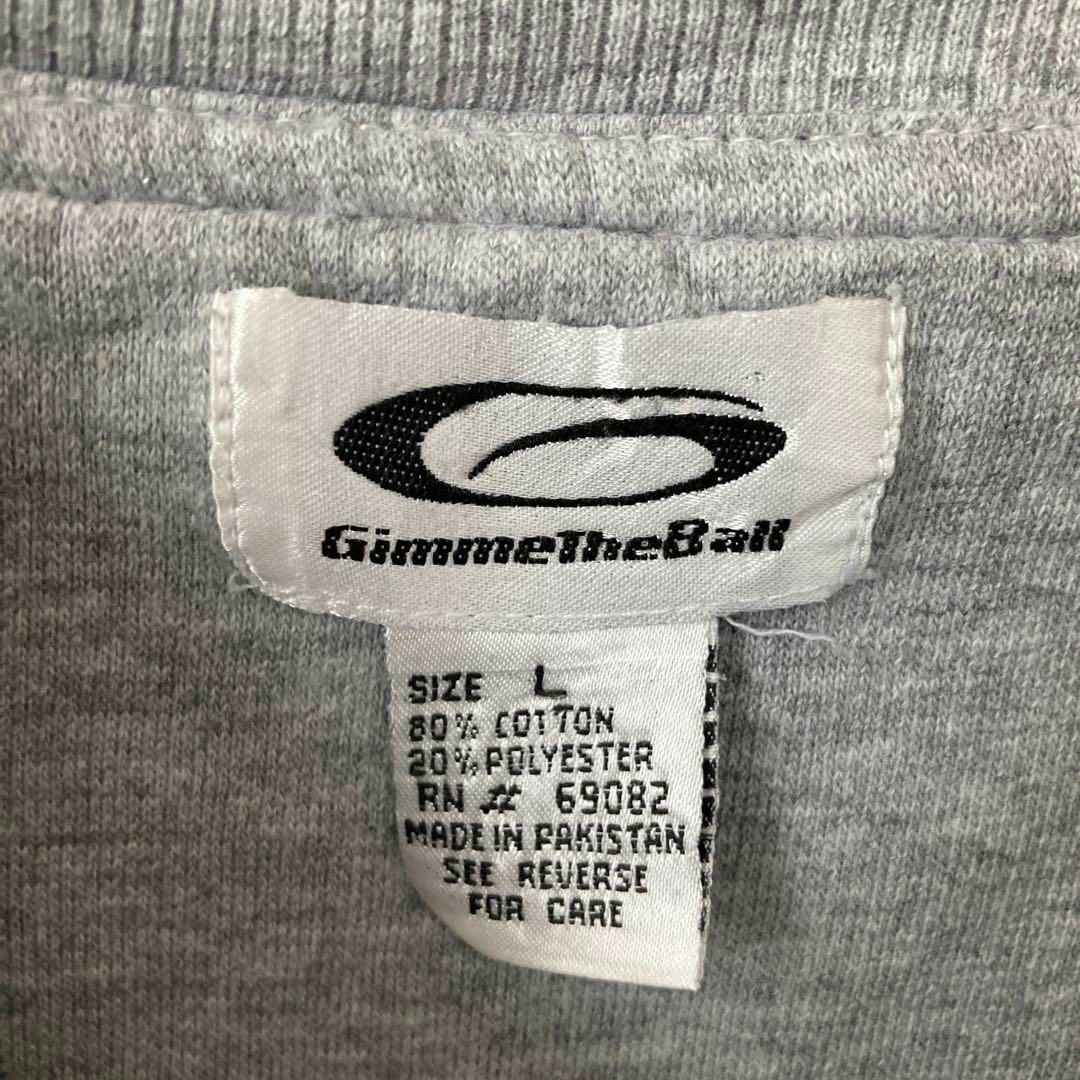 GimmeTheBall
SIZE L
80% COTTON
20% POLYESTER
RN # 69082
MADE IN PAKISTAN
SEE REVERSE
FOR CARE